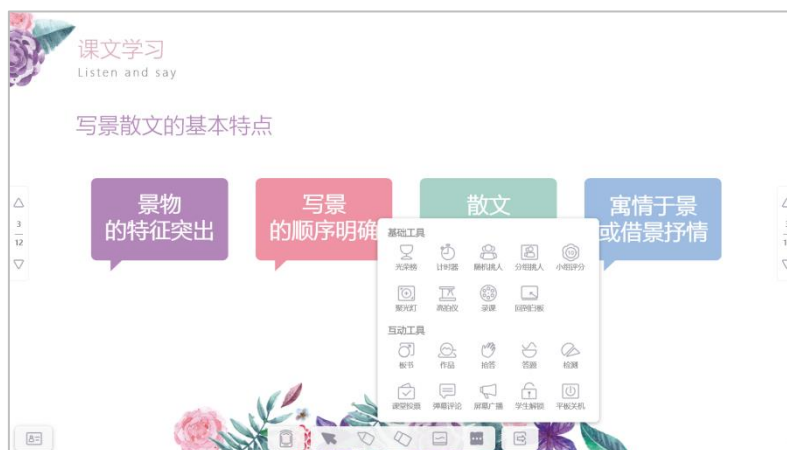 课文学习
Listen and say
写景散文的基本特点
景物
的特征突出
写景
的顺序明确
散文
寓情于景
或借景抒情
3
12
基础工具
光荣榜 计时器 随机挑人 分组挑人 小组评分
聚光灯 高拍仪 录课 回到白板
互动工具
板书 作品 抢答 答题 检测
课堂投票 弹幕评论 屏幕广播 学生解锁 平板关机